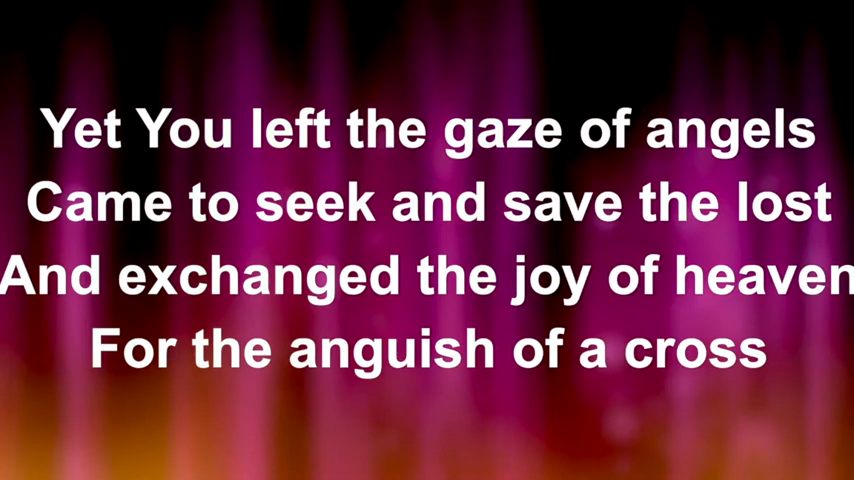 Yet You left the gaze of angels
Came to seek and save the lost
And exchanged the joy of heaven
For the anguish of a cross